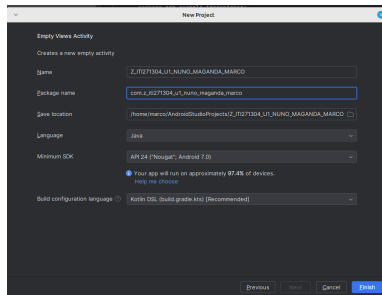 New Project
Empty Views Activity
Creates a new empty activity
Name Z_ITI271304_U1_NUNO_MAGANDA_MARCO
Package name com.z_iti271304_u1_nuno_maganda_marco
Save location /home/marco/AndroidStudioProjects/Z_ITI271304_U1_NUNO_MAGANDA_MARCO
Language Java
Minimum SDK API 24 ("Nougat"; Android 7.0)
Your app will run on approximately 97.4% of devices.
Help me choose
Build configuration language Kotlin DSL (build.gradle.kts) [Recommended]
Previous Next Cancel Finish